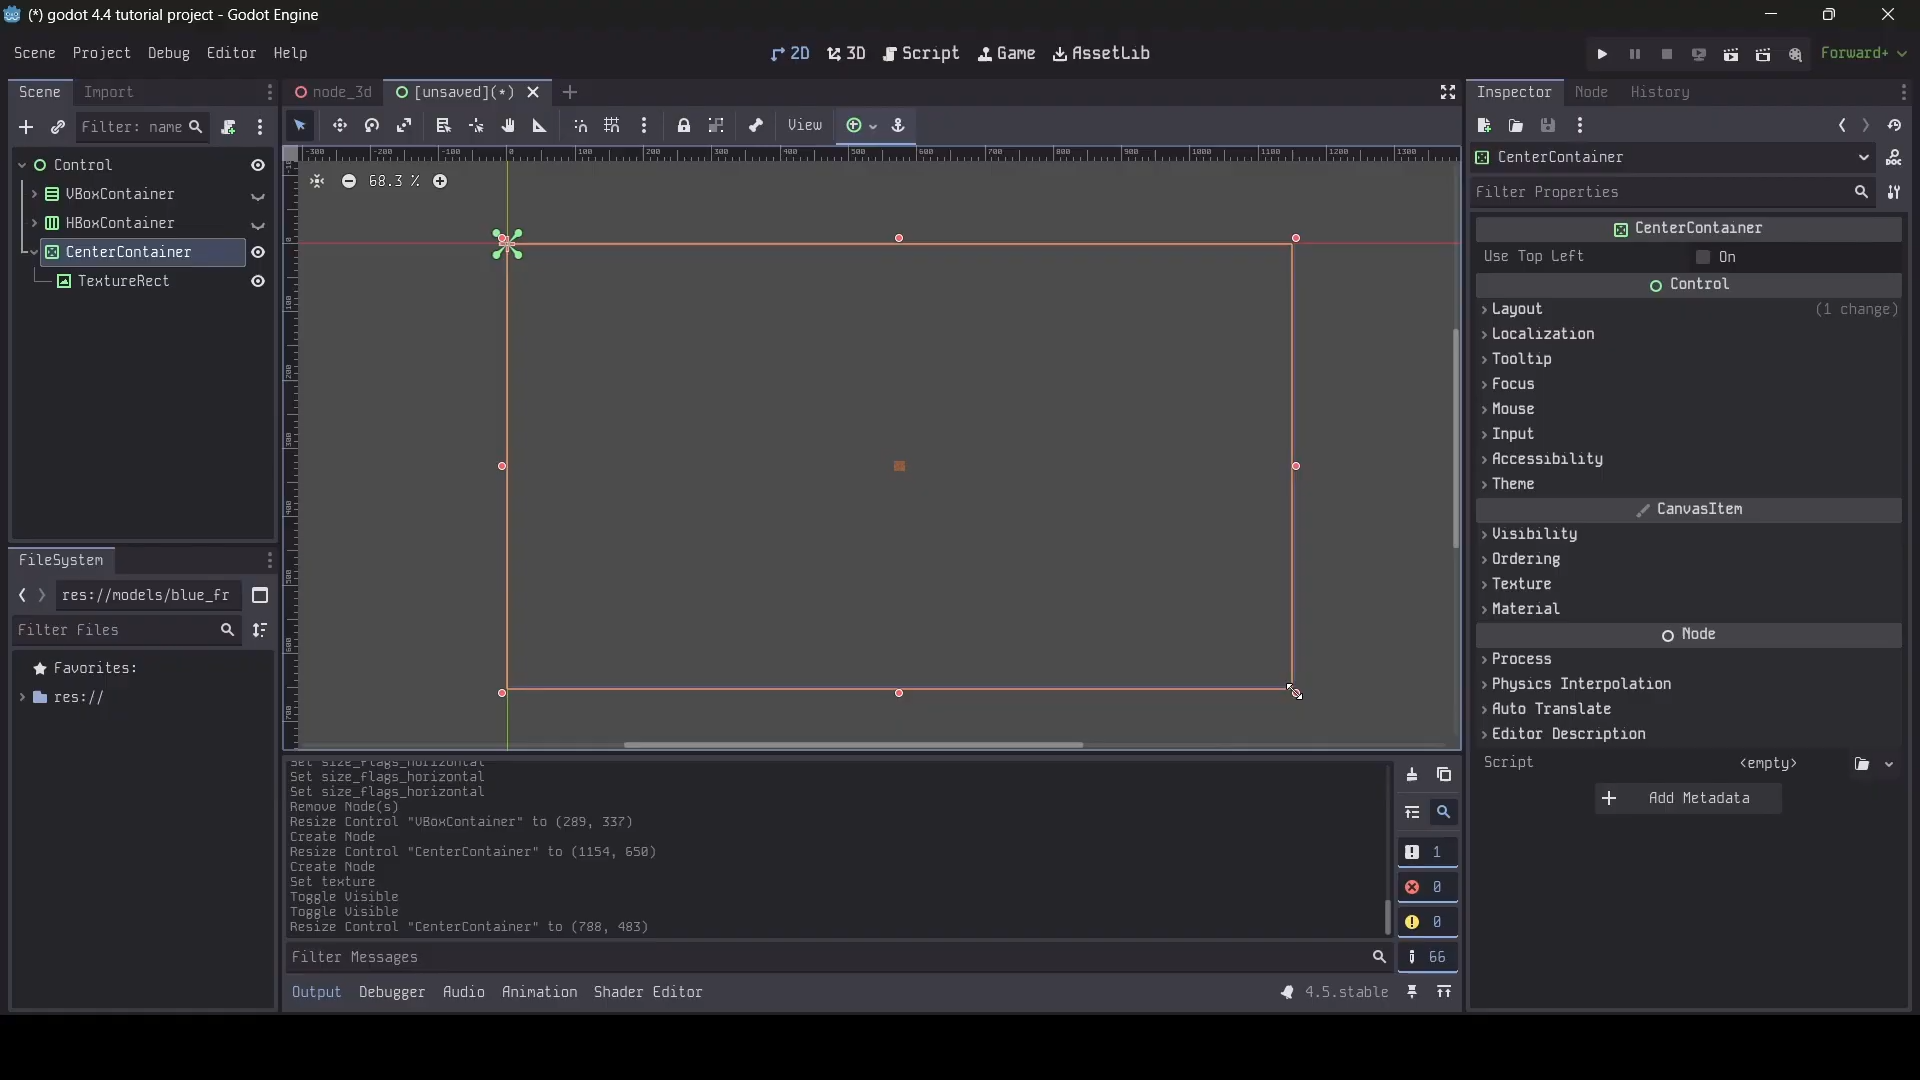 (*) godot 4.4 tutorial project - Godot Engine
Scene Project Debug Editor Help
2D 3D Script Game AssetLib
Forward+
Scene Import
node_3d [unsaved](*)
Inspector Node History
Filter: name
View
Control
VBoxContainer
HBoxContainer
CenterContainer
TextureRect
68.3 %
CenterContainer
Filter Properties
CenterContainer
Use Top Left On
Control
Layout (1 change)
Localization
Tooltip
Focus
Mouse
Input
Accessibility
Theme
CanvasItem
Visibility
Ordering
Texture
Material
Node
Process
Physics Interpolation
Auto Translate
Editor Description
Script <empty>
Add Metadata
FileSystem
res://models/blue_fr
Filter Files
Favorites:
res://
Set size_flags_horizontal
Set size_flags_horizontal
Set size_flags_horizontal
Remove Node(s)
Resize Control "VBoxContainer" to (289, 337)
Create Node
Resize Control "CenterContainer" to (1154, 650)
Create Node
Set texture
Toggle Visible
Toggle Visible
Resize Control "CenterContainer" to (788, 483)
1
0
0
66
Filter Messages
Output Debugger Audio Animation Shader Editor
4.5.stable